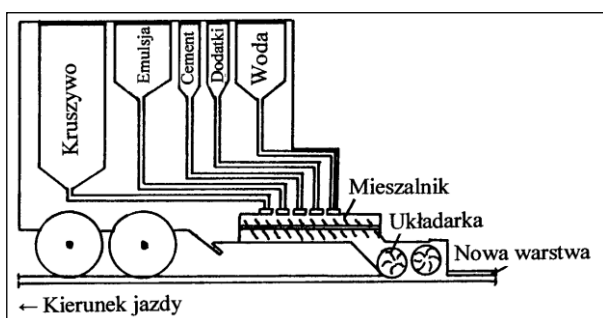 Kruszywo
Emulsja
Cement
Dodatki
Woda
Mieszalnik
Układarka
Nowa warstwa
← Kierunek jazdy